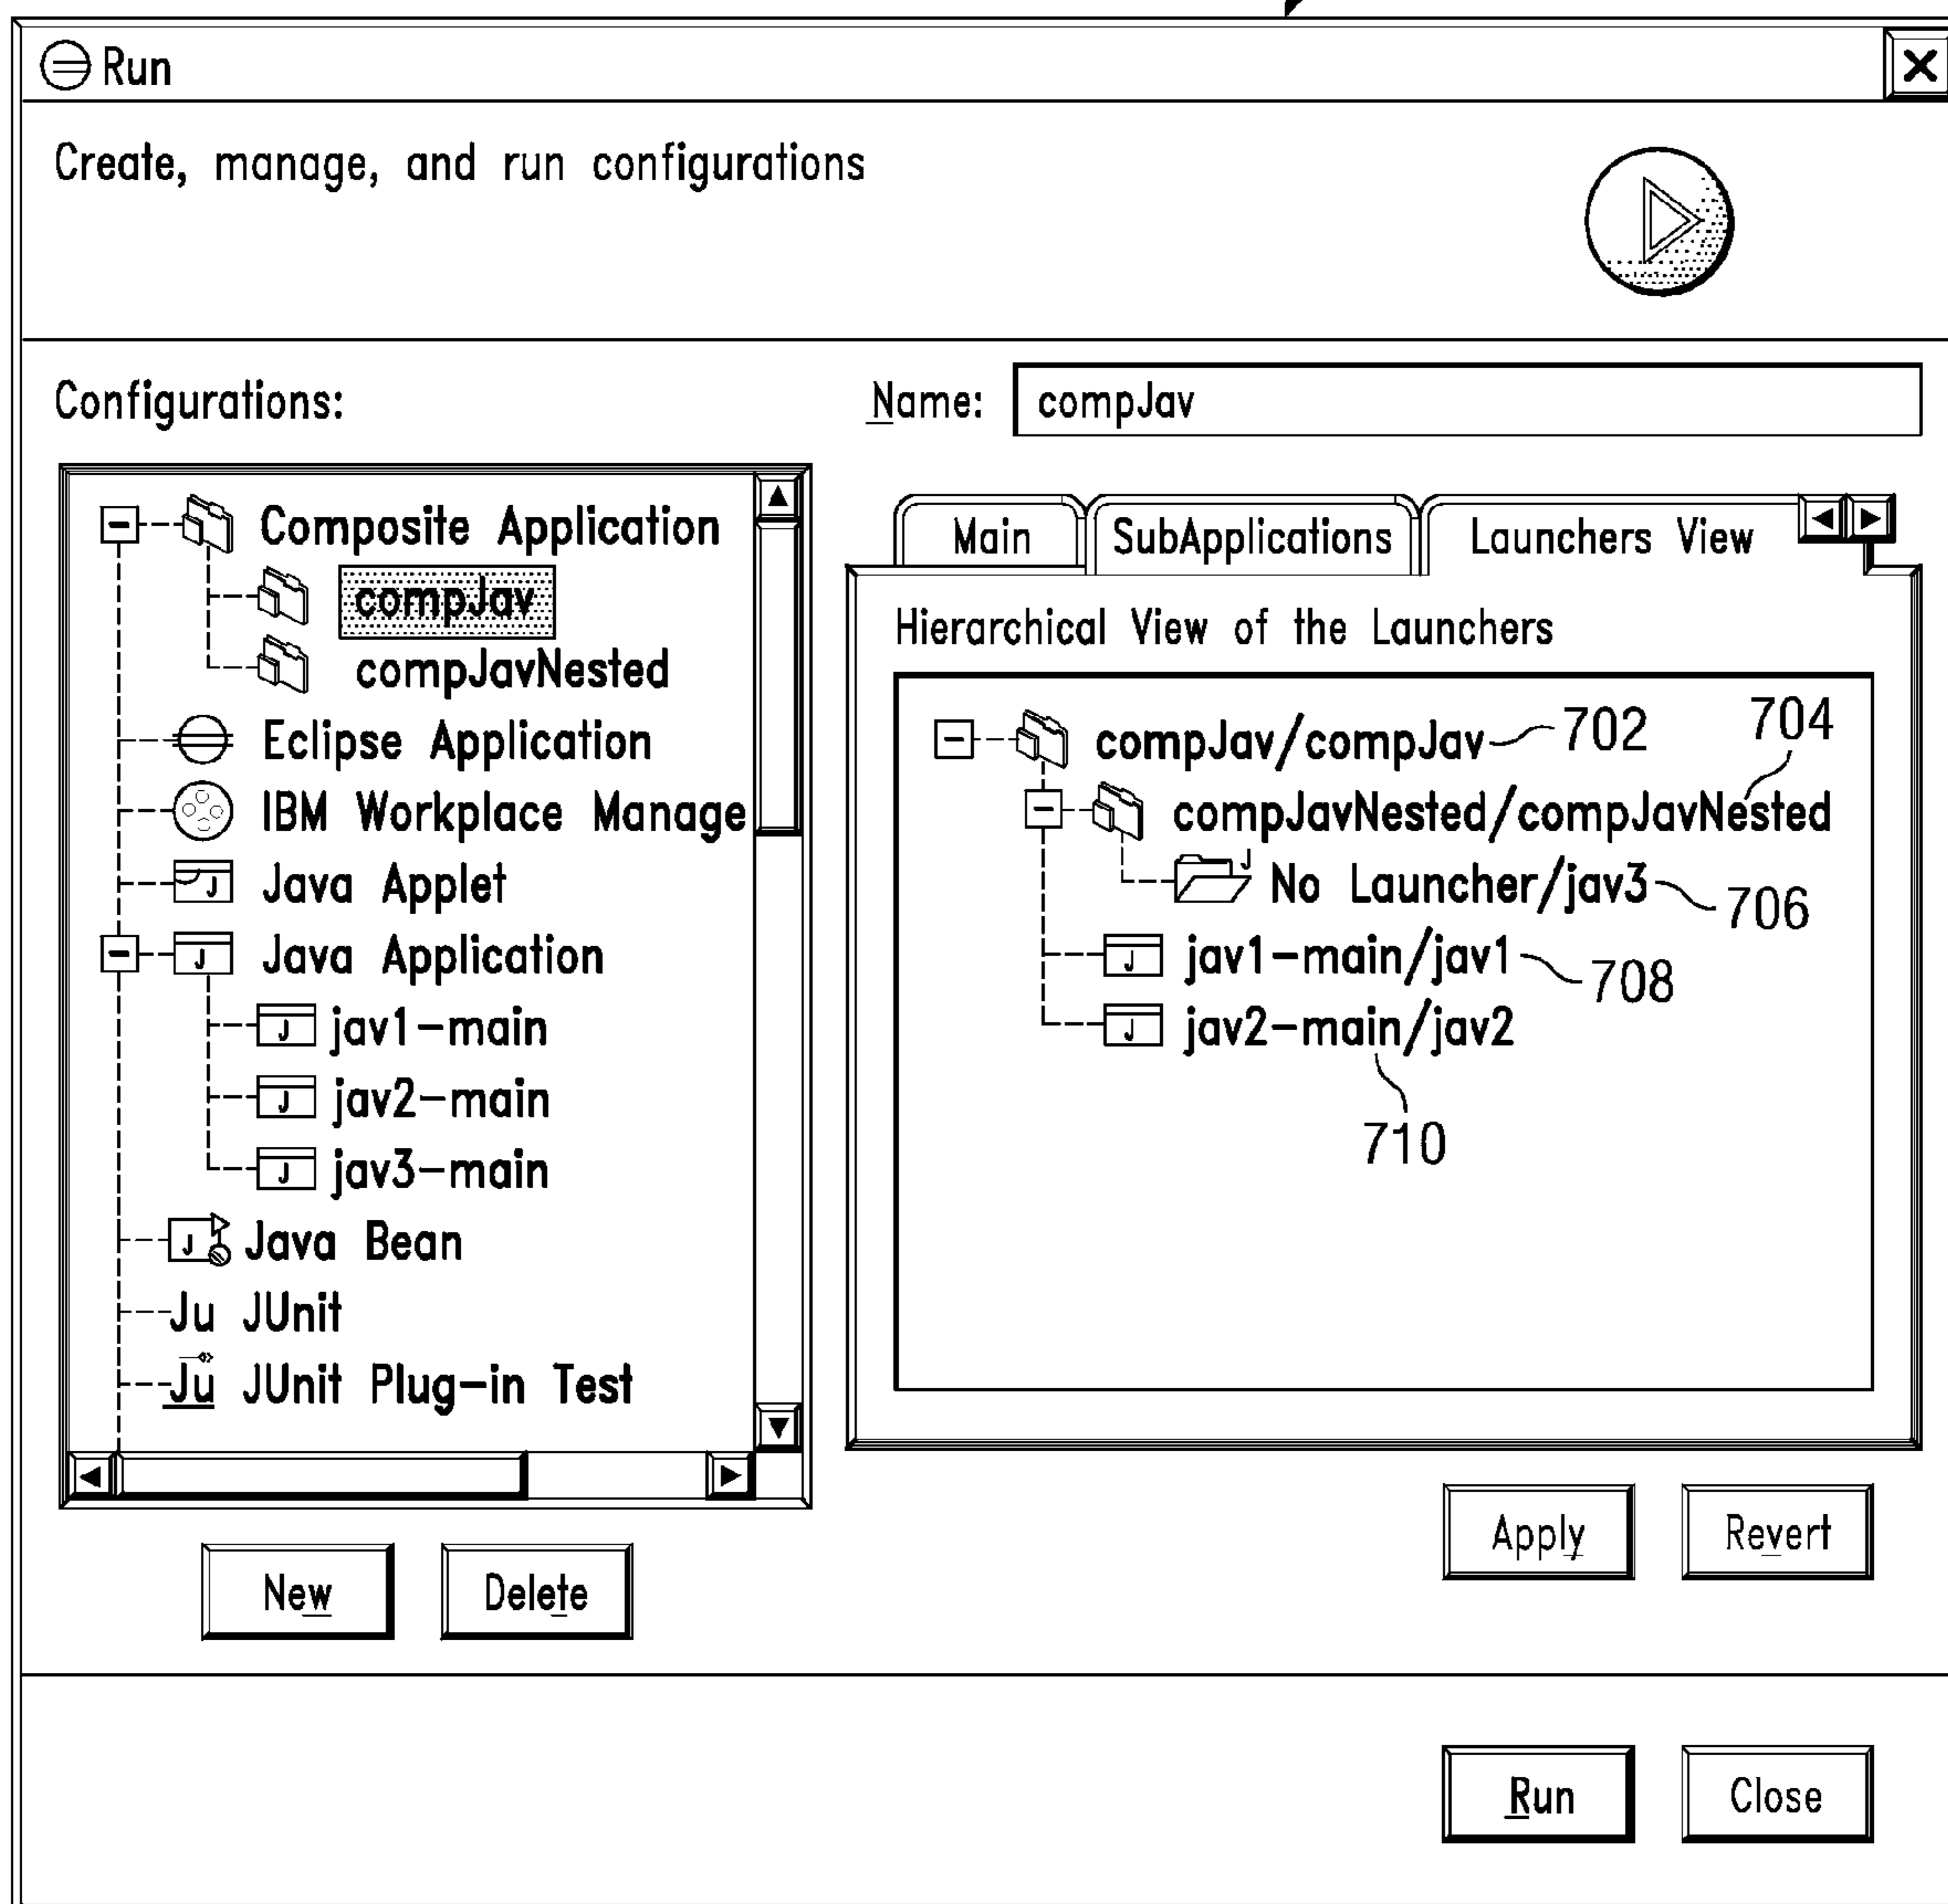 Run
Create, manage, and run configurations
Configurations:
Name: compJav
Composite Application
compJav
compJavNested
Eclipse Application
IBM Workplace Manage
Java Applet
J
Java Application
J
jav1-main
J
jav2-main
J
jav3-main
J
Java Bean
J
Ju JUnit
Ju JUnit Plug-in Test
New Delete
Main SubApplications Launchers View
Hierarchical View of the Launchers
compJav/compJav 702
704
compJavNested/compJavNested
J
No Launcher/jav3 706
J
jav1-main/jav1 708
J
jav2-main/jav2
710
Apply Revert
Run Close